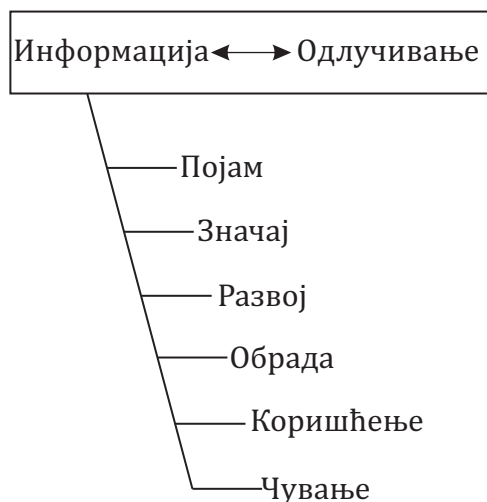 Информација Одлучивање
Појам
Значај
Развој
Обрада
Коришћење
Чување